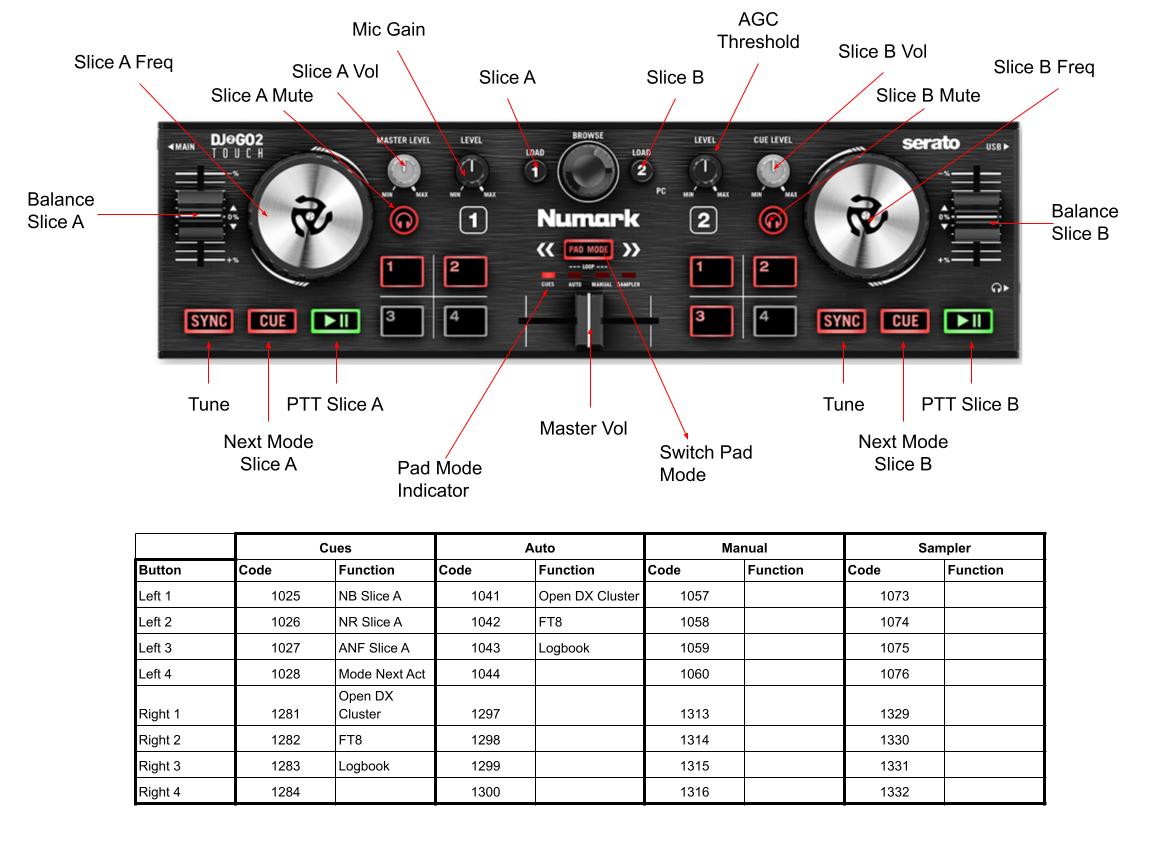 AGC
Threshold
Mic Gain
Slice B Vol
Slice A Freq
Slice A Vol
Slice A
Slice B
Slice B Freq
Slice A Mute
Slice B Mute
◄MAIN
DJ2GO2
TOUCH
MASTER LEVEL
LEVEL
BROWSE
LEVEL
CUE LEVEL
serato
USB►
LOAD
LOAD
1
2
PC
-%
MIN
MAX
MIN
MAX
MIN
MAX
MIN
MAX
-%
Balance
Slice A
0%
0%
Balance
Slice B
1
Numark
2
+%
PAD MODE
+%
LOOP
CUES
AUTO
MANUAL
SAMPLER
1
2
1
2
3
4
3
4
SYNC
CUE
SYNC
CUE
Tune
PTT Slice A
Tune
PTT Slice B
Next Mode
Slice A
Master Vol
Next Mode
Slice B
Pad Mode
Indicator
Switch Pad
Mode
Cues Auto Manual Sampler
Button Code Function Code Function Code Function Code Function
Left 1 1025 NB Slice A 1041 Open DX Cluster 1057 1073
Left 2 1026 NR Slice A 1042 FT8 1058 1074
Left 3 1027 ANF Slice A 1043 Logbook 1059 1075
Left 4 1028 Mode Next Act 1044 1060 1076
Open DX
Right 1 1281 Cluster 1297 1313 1329
Right 2 1282 FT8 1298 1314 1330
Right 3 1283 Logbook 1299 1315 1331
Right 4 1284 1300 1316 1332